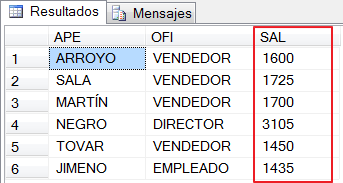 Resultados Mensajes
APE OFI SAL
1 ARROYO VENDEDOR 1600
2 SALA VENDEDOR 1725
3 MARTÍN VENDEDOR 1700
4 NEGRO DIRECTOR 3105
5 TOVAR VENDEDOR 1450
6 JIMENO EMPLEADO 1435